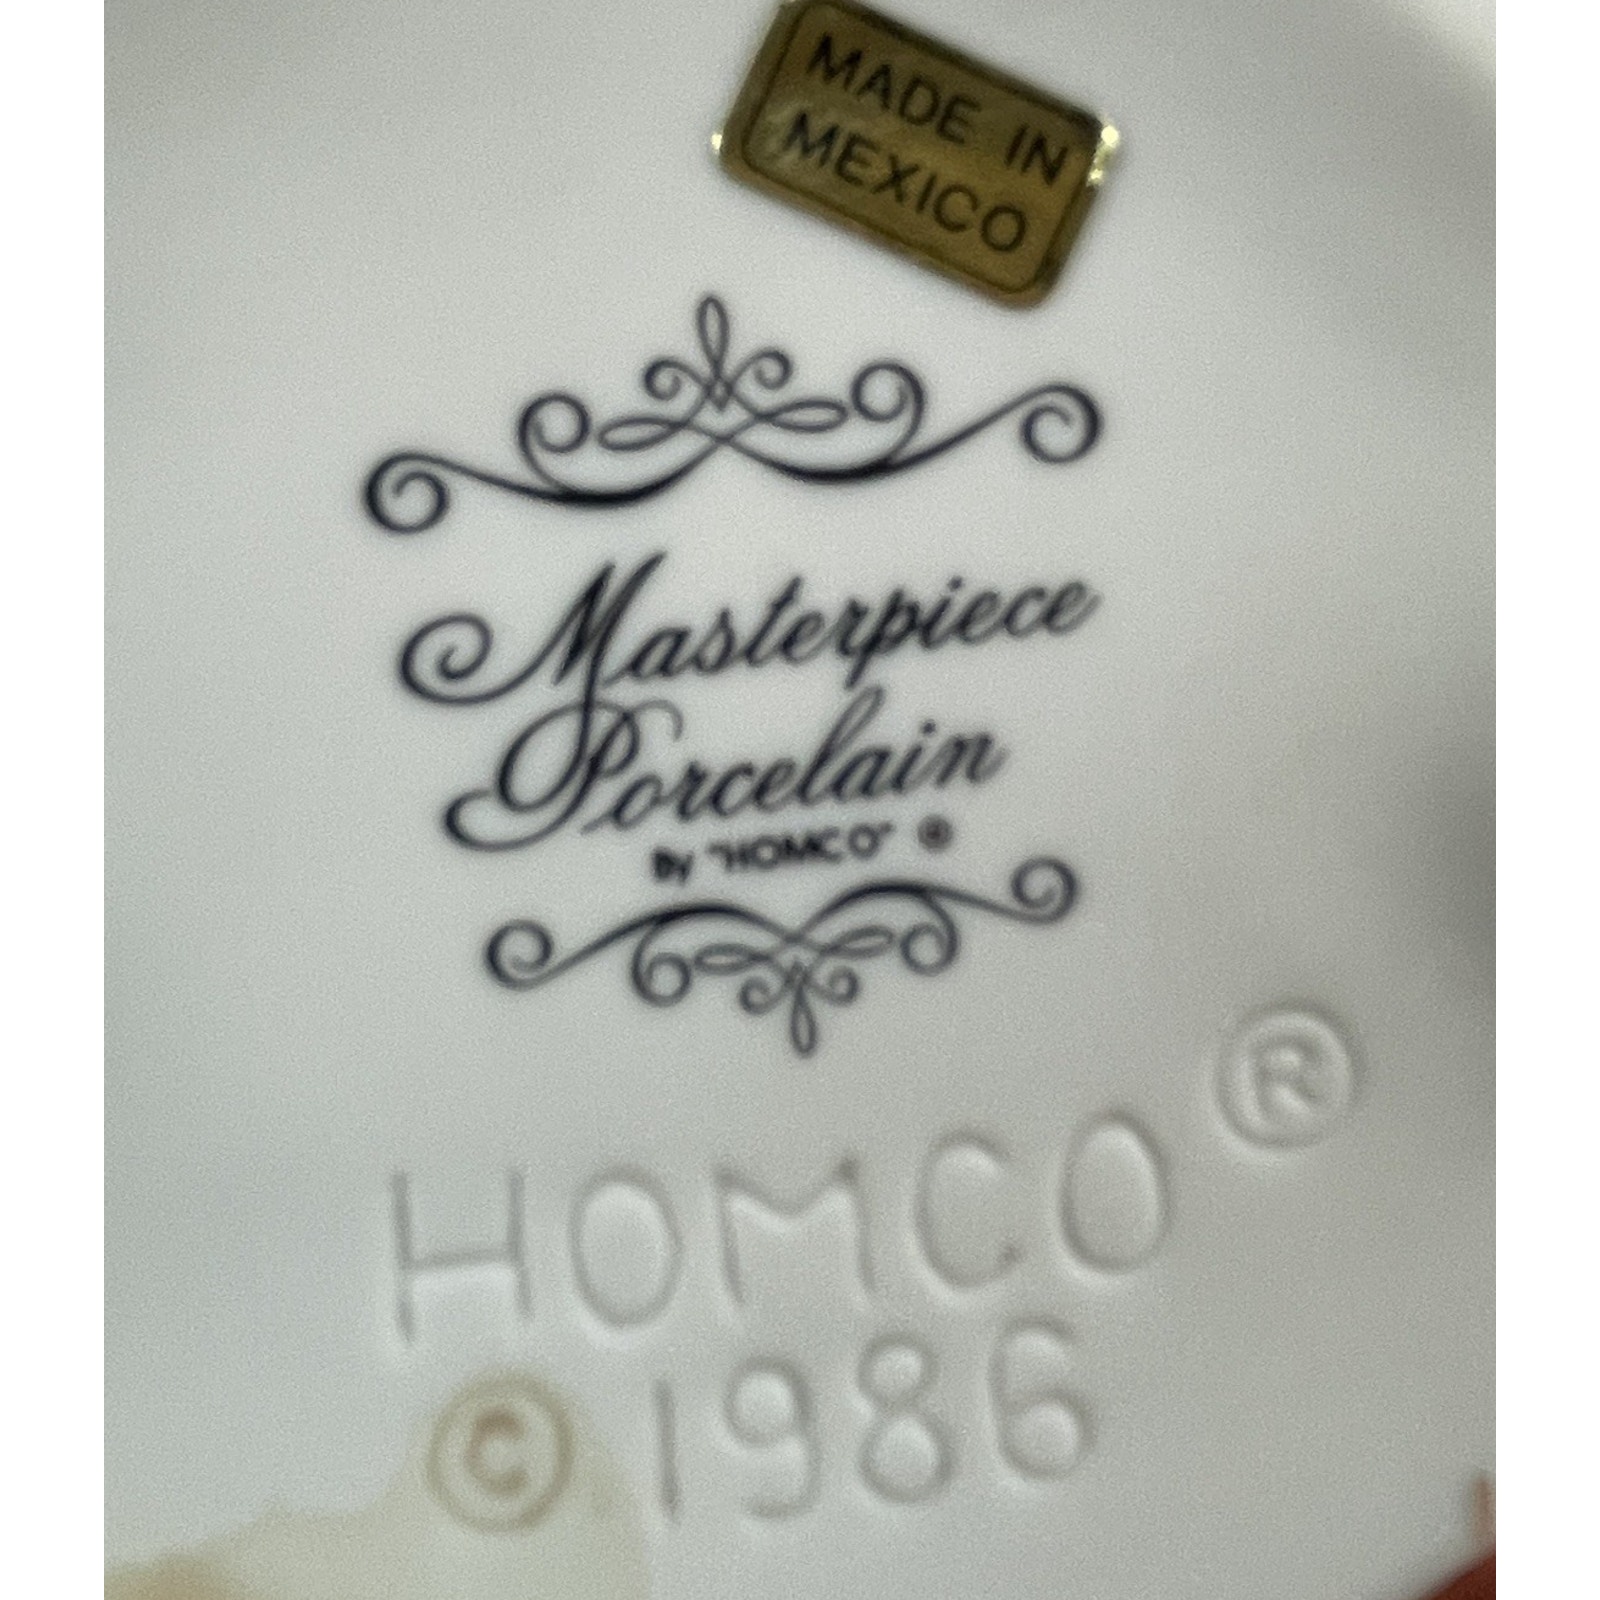 MADE IN
MEXICO
Masterpiece
Porcelain
By "HOMCO" ®
HOMCO ®
© 1986